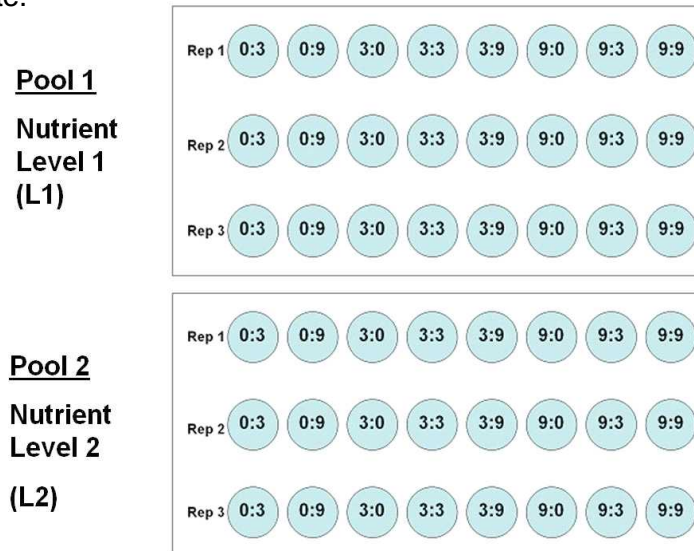 Pool 1
Nutrient
Level 1
(L1)
Rep 1 0:3 0:9 3:0 3:3 3:9 9:0 9:3 9:9
Rep 2 0:3 0:9 3:0 3:3 3:9 9:0 9:3 9:9
Rep 3 0:3 0:9 3:0 3:3 3:9 9:0 9:3 9:9
Pool 2
Nutrient
Level 2
(L2)
Rep 1 0:3 0:9 3:0 3:3 3:9 9:0 9:3 9:9
Rep 2 0:3 0:9 3:0 3:3 3:9 9:0 9:3 9:9
Rep 3 0:3 0:9 3:0 3:3 3:9 9:0 9:3 9:9